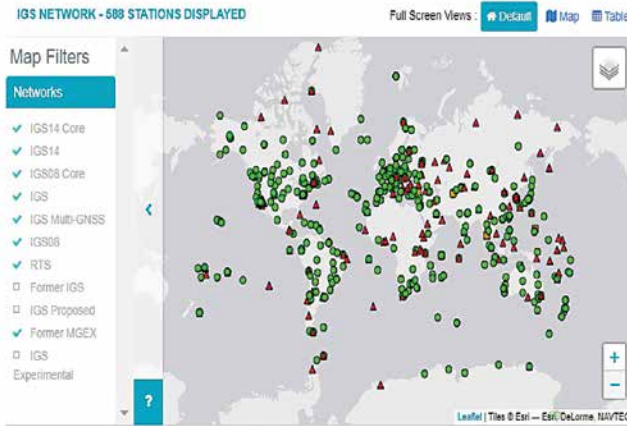 IGS NETWORK - 588 STATIONS DISPLAYED
Full Screen Views : Default Map Table
Map Filters
Networks
IGS14 Core
IGS14
IGS08 Core
IGS
IGS Multi-GNSS
IGS08
RTS
Former IGS
IGS Proposed
Former MGEX
IGS
Experimental
?
+
−
Leaflet | Tiles © Esri — Esri, DeLorme, NAVTEQ